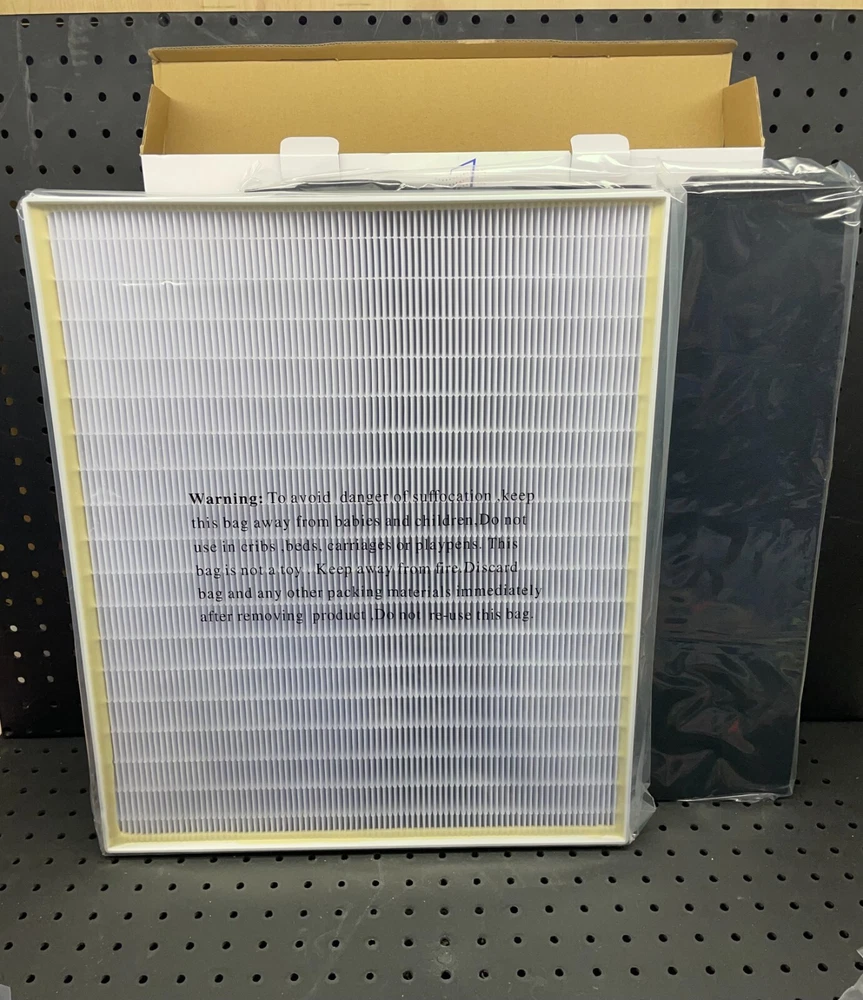 Warning: To avoid danger of suffocation ,keep
this bag away from babies and children.Do not
use in cribs ,beds, carriages or playpens. This
bag is not a toy . Keep away from fire.Discard
bag and any other packing materials immediately
after removing product .Do not re-use this bag.